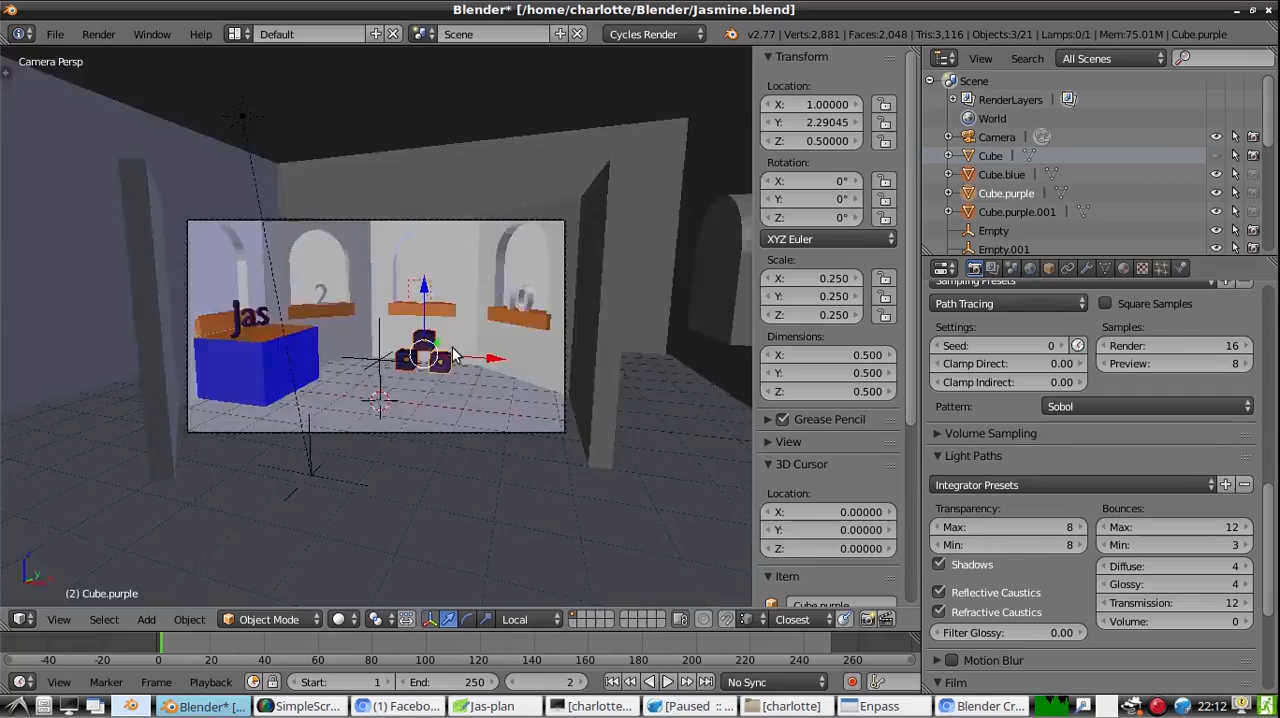 Blender* [/home/charlotte/Blender/Jasmine.blend]
File Render Window Help Default Scene Cycles Render v2.77 | Verts:2,881 | Faces:2,048 | Tris:3,116 | Objects:3/21 | Lamps:0/1 | Mem:75.01M | Cube.purple
Camera Persp
Jas
2
(2) Cube.purple
Transform
Location:
X: 1.00000
Y: 2.29045
Z: 0.50000
Rotation:
X: 0°
Y: 0°
Z: 0°
XYZ Euler
Scale:
X: 0.250
Y: 0.250
Z: 0.250
Dimensions:
X: 0.500
Y: 0.500
Z: 0.500
Grease Pencil
View
3D Cursor
Location:
X: 0.00000
Y: 0.00000
Z: 0.00000
Item
Cube.purple
View Search All Scenes
Scene
RenderLayers
World
Camera
Cube
Cube.blue
Cube.purple
Cube.purple.001
Empty
Empty.001
Sampling Presets
Path Tracing Square Samples
Settings: Samples:
Seed: 0 Render: 16
Clamp Direct: 0.00 Preview: 8
Clamp Indirect: 0.00
Pattern: Sobol
Volume Sampling
Light Paths
Integrator Presets
Transparency: Bounces:
Max: 8 Max: 12
Min: 8 Min: 3
Shadows Diffuse: 4
Reflective Caustics Glossy: 4
Refractive Caustics Transmission: 12
Filter Glossy: 0.00 Volume: 0
Motion Blur
Film
View Select Add Object Object Mode Local Closest
-40 -20 0 20 40 60 80 100 120 140 160 180 200 220 240 260
View Marker Frame Playback Start: 1 End: 250 2 No Sync
Blender* [... SimpleScr... (1) Facebo... Jas-plan [charlotte... [Paused :: ... [charlotte] Enpass Blender Cr... 22:12